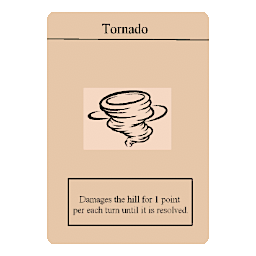 Tornado
Damages the hill for 1 point
per each turn until it is resolved.